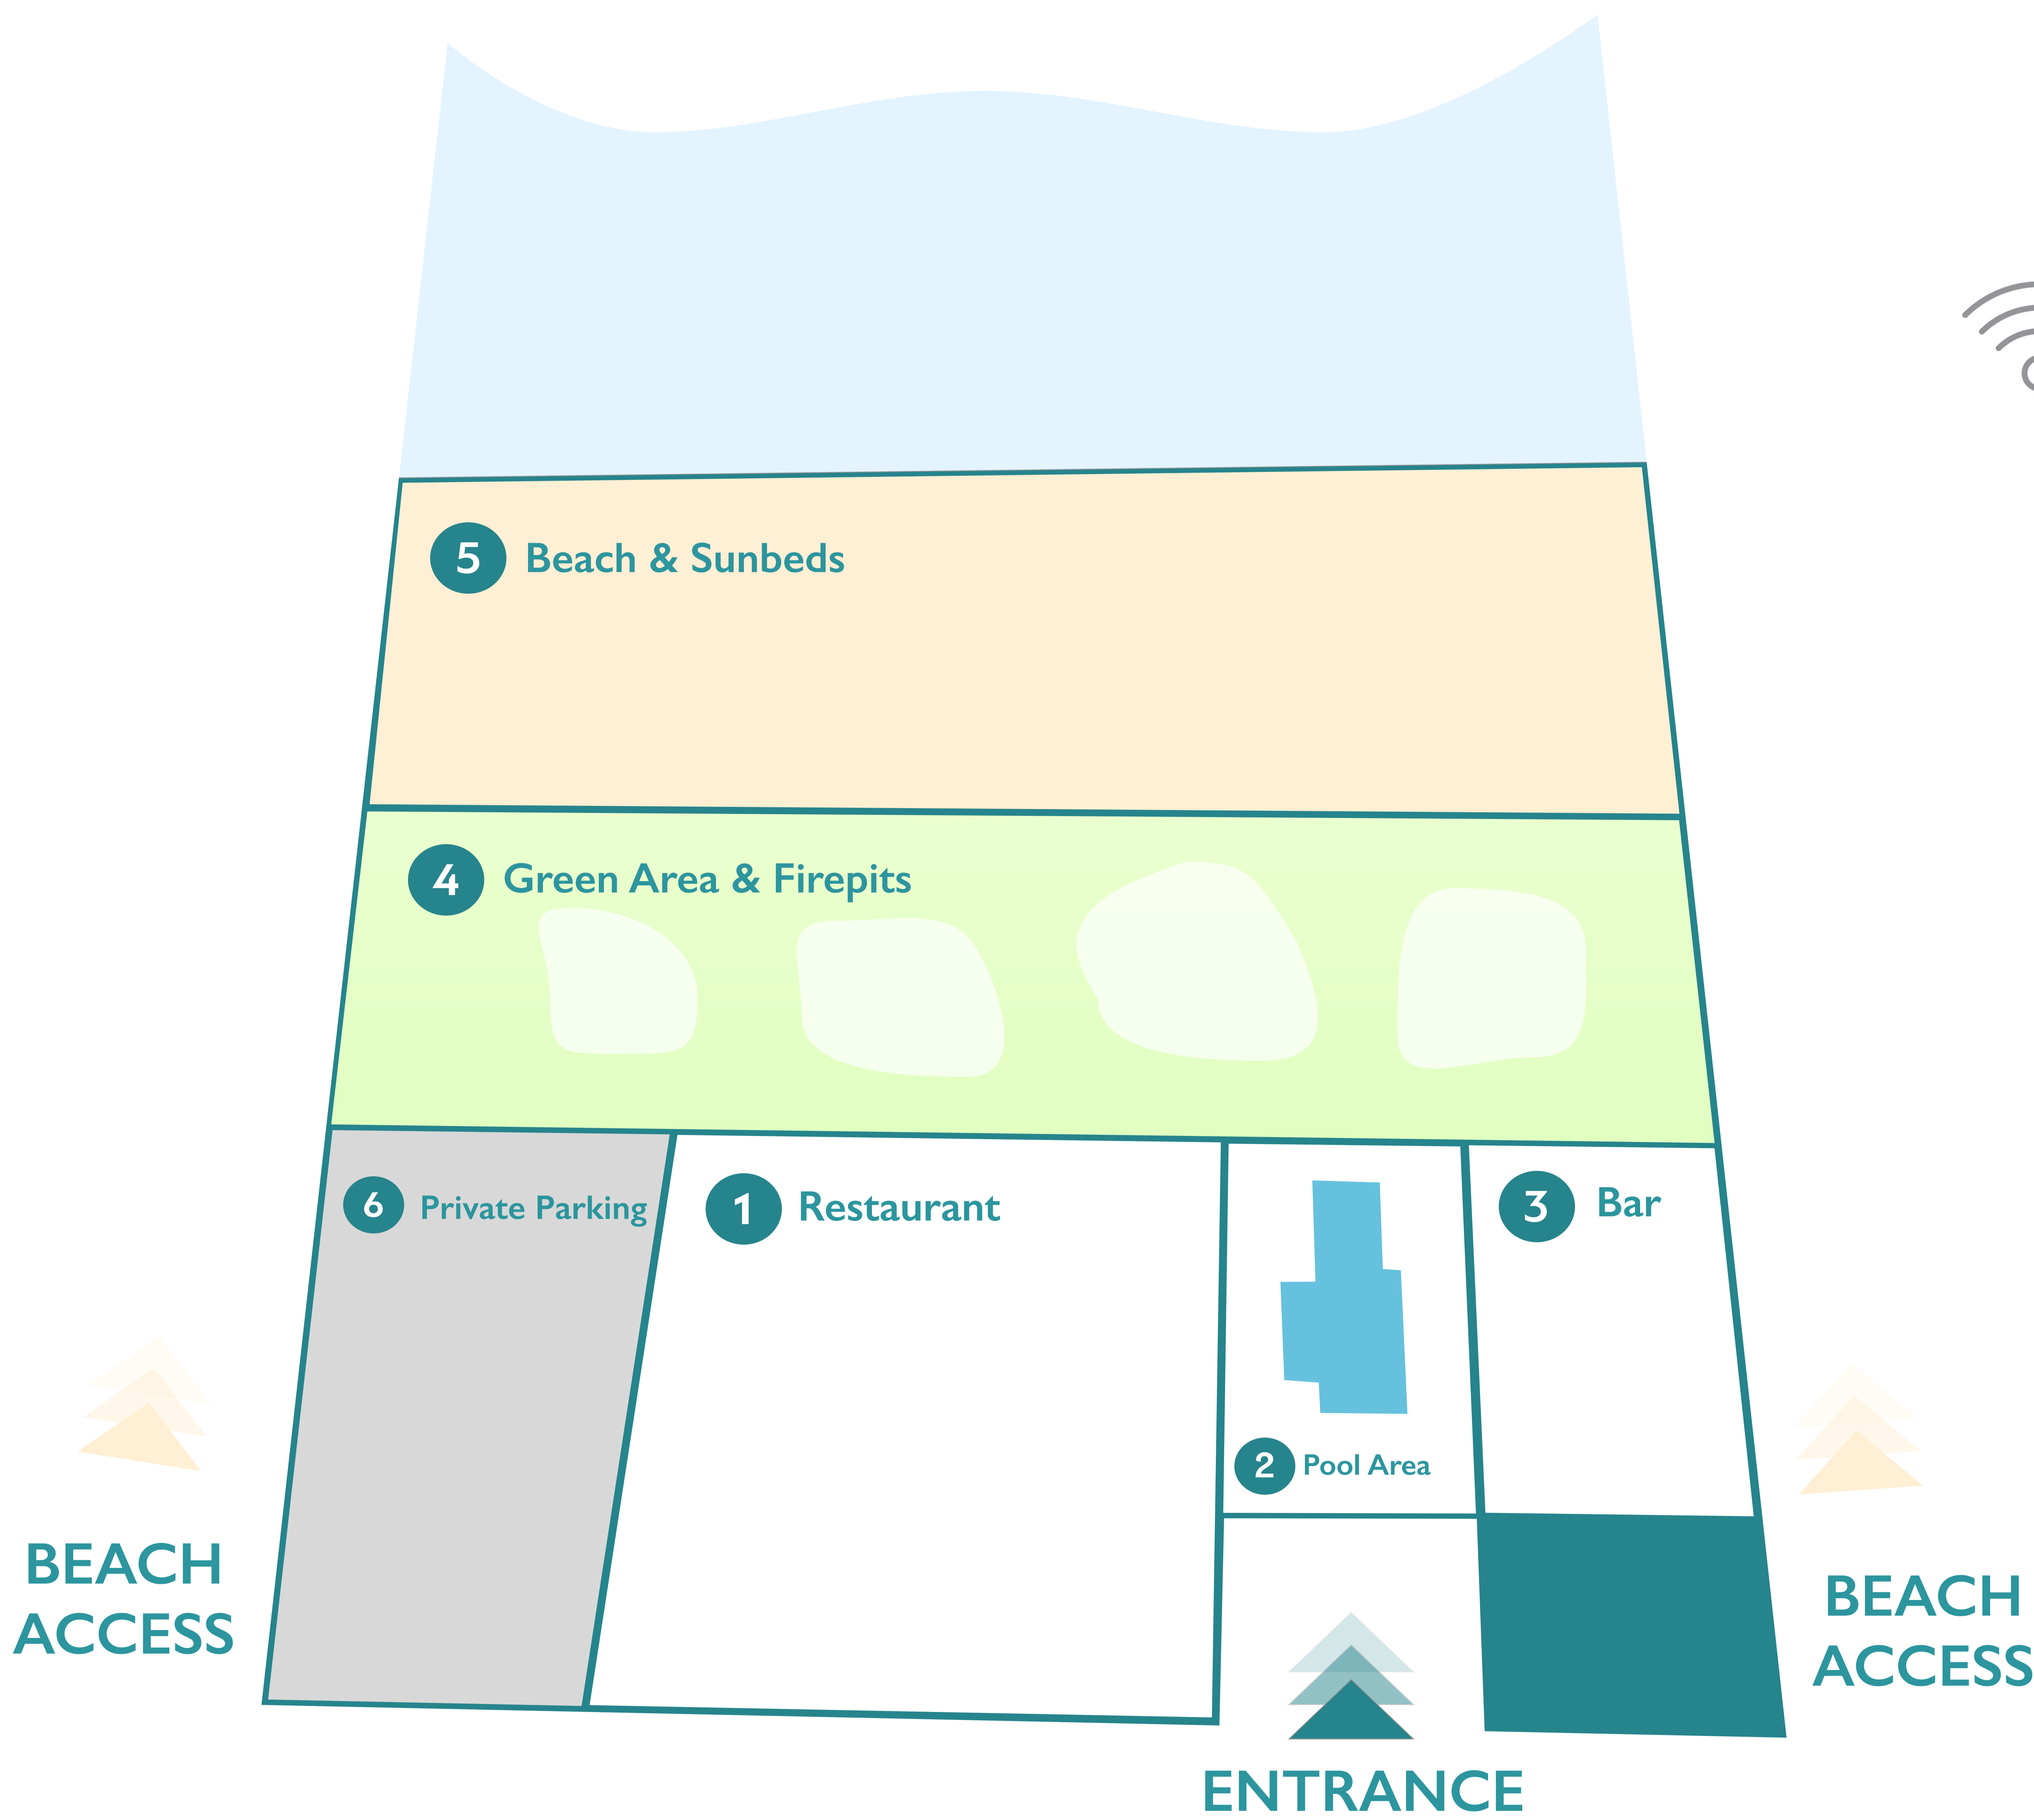 5 Beach & Sunbeds
4 Green Area & Firepits
6 Private Parking
1 Restaurant
3 Bar
2 Pool Area
BEACH
ACCESS
BEACH
ACCESS
ENTRANCE